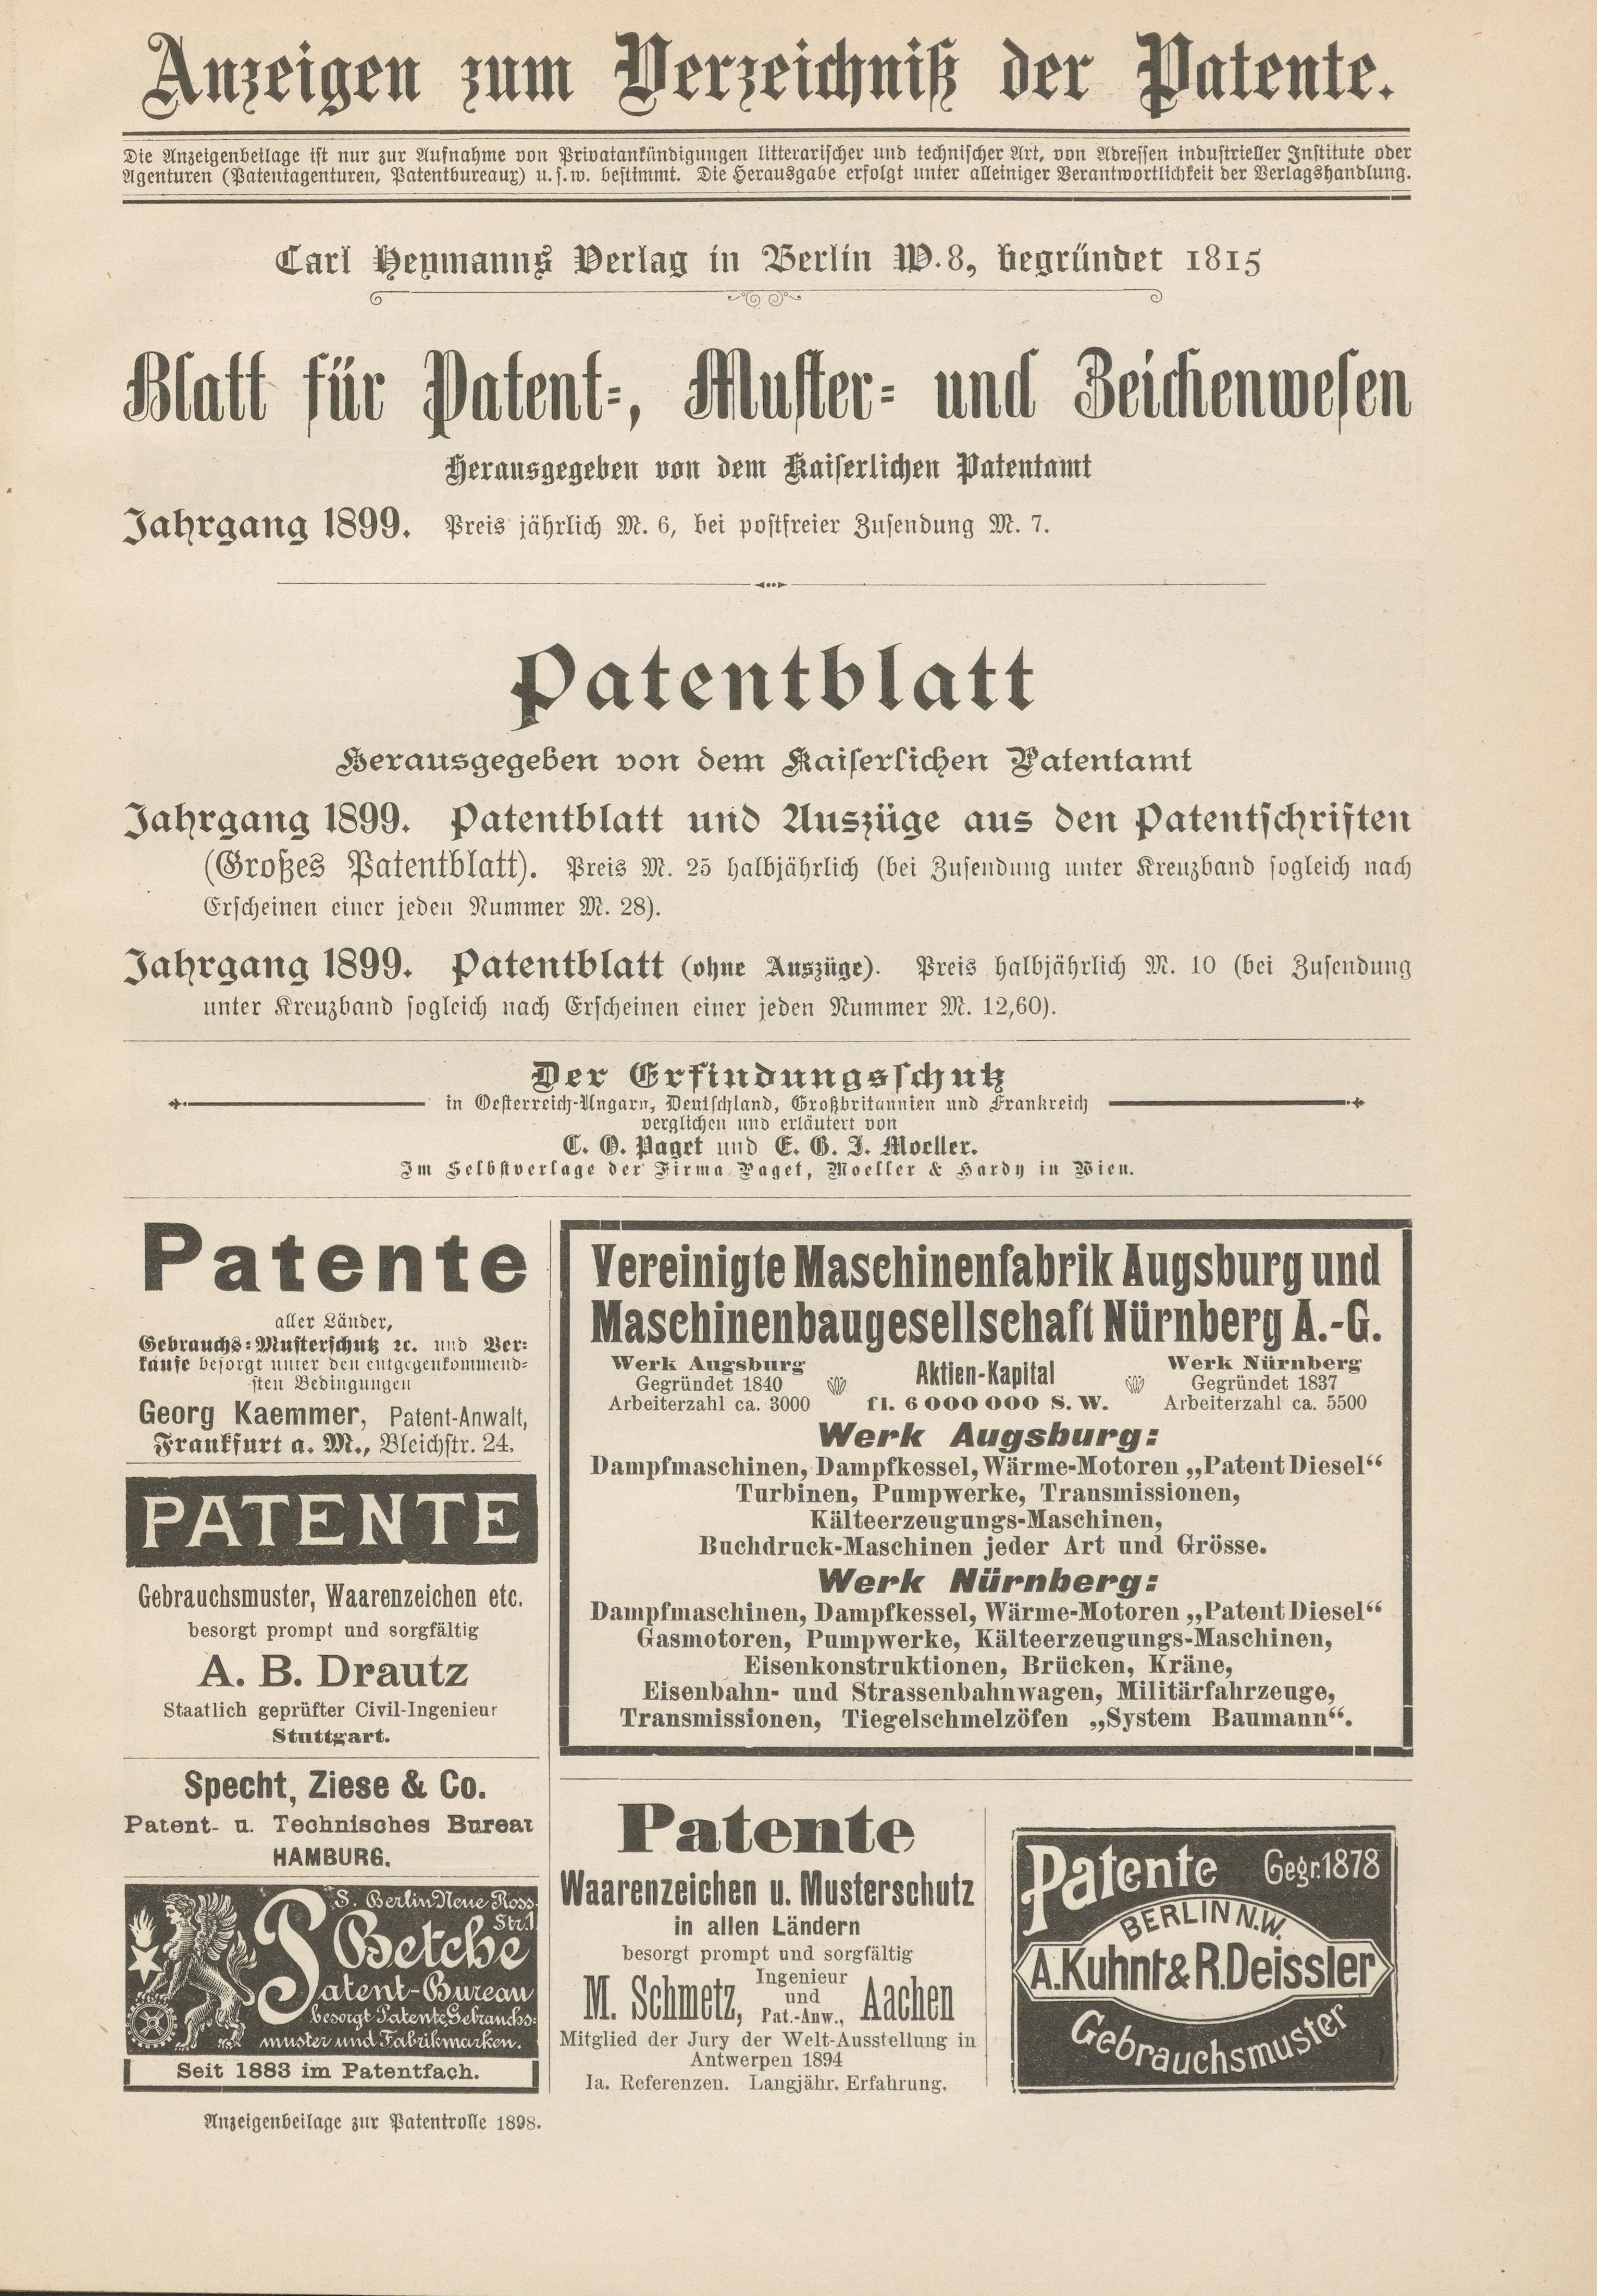 Anzeigen zum Verzeichniß der Patente.
Die Anzeigenbeilage ist nur zur Aufnahme von Privatankündigungen litterarischer und technischer Art, von Adressen industrieller Institute oder
Agenturen (Patentagenturen, Patentbureaux) u. s. w. bestimmt. Die Herausgabe erfolgt unter alleiniger Verantwortlichkeit der Verlagshandlung.
Carl Heymanns Verlag in Berlin W. 8, begründet 1815
Blatt für Patent-, Muster- und Zeichenwesen
Herausgegeben von dem Kaiserlichen Patentamt
Jahrgang 1899. Preis jährlich M. 6, bei postfreier Zusendung M. 7.
Patentblatt
Herausgegeben von dem Kaiserlichen Patentamt
Jahrgang 1899. Patentblatt und Auszüge aus den Patentschriften
(Großes Patentblatt). Preis M. 25 halbjährlich (bei Zusendung unter Kreuzband sogleich nach
Erscheinen einer jeden Nummer M. 28).
Jahrgang 1899. Patentblatt (ohne Auszüge). Preis halbjährlich M. 10 (bei Zusendung
unter Kreuzband sogleich nach Erscheinen einer jeden Nummer M. 12,60).
Der Erfindungsschutz
in Oesterreich-Ungarn, Deutschland, Großbritannien und Frankreich
verglichen und erläutert von
C. O. Paget und E. G. J. Moeller.
Im Selbstverlage der Firma Paget, Moeller & Hardy in Wien.
Patente
aller Länder,
Gebrauchs-Musterschutz ꝛc. und Ver-
käufe besorgt unter den entgegenkommend-
sten Bedingungen
Georg Kaemmer, Patent-Anwalt,
Frankfurt a. M., Bleichstr. 24.
PATENTE
Gebrauchsmuster, Waarenzeichen etc.
besorgt prompt und sorgfältig
A. B. Drautz
Staatlich geprüfter Civil-Ingenieur
Stuttgart.
Specht, Ziese & Co.
Patent- u. Technisches Bureau
HAMBURG.
S. Berlin Neue Ross-
Str. 1
Betche
Patent-Bureau
besorgt Patente, Gebrauchs-
muster und Fabrikmarken.
Seit 1883 im Patentfach.
Vereinigte Maschinenfabrik Augsburg und
Maschinenbaugesellschaft Nürnberg A.-G.
Werk Augsburg Aktien-Kapital Werk Nürnberg
Gegründet 1840 Gegründet 1837
Arbeiterzahl ca. 3000 fl. 6 000 000 S. W. Arbeiterzahl ca. 5500
Werk Augsburg:
Dampfmaschinen, Dampfkessel, Wärme-Motoren „Patent Diesel“
Turbinen, Pumpwerke, Transmissionen,
Kälteerzeugungs-Maschinen,
Buchdruck-Maschinen jeder Art und Grösse.
Werk Nürnberg:
Dampfmaschinen, Dampfkessel, Wärme-Motoren „Patent Diesel“
Gasmotoren, Pumpwerke, Kälteerzeugungs-Maschinen,
Eisenkonstruktionen, Brücken, Kräne,
Eisenbahn- und Strassenbahnwagen, Militärfahrzeuge,
Transmissionen, Tiegelschmelzöfen „System Baumann“.
Patente
Waarenzeichen u. Musterschutz
in allen Ländern
besorgt prompt und sorgfältig
M. Schmetz, Ingenieur und Pat.-Anw., Aachen
Mitglied der Jury der Welt-Ausstellung in
Antwerpen 1894
Ia. Referenzen. Langjähr. Erfahrung.
Patente Gegr. 1878
BERLIN N.W.
A. Kuhnt & R. Deissler
Gebrauchsmuster
Anzeigenbeilage zur Patentrolle 1898.